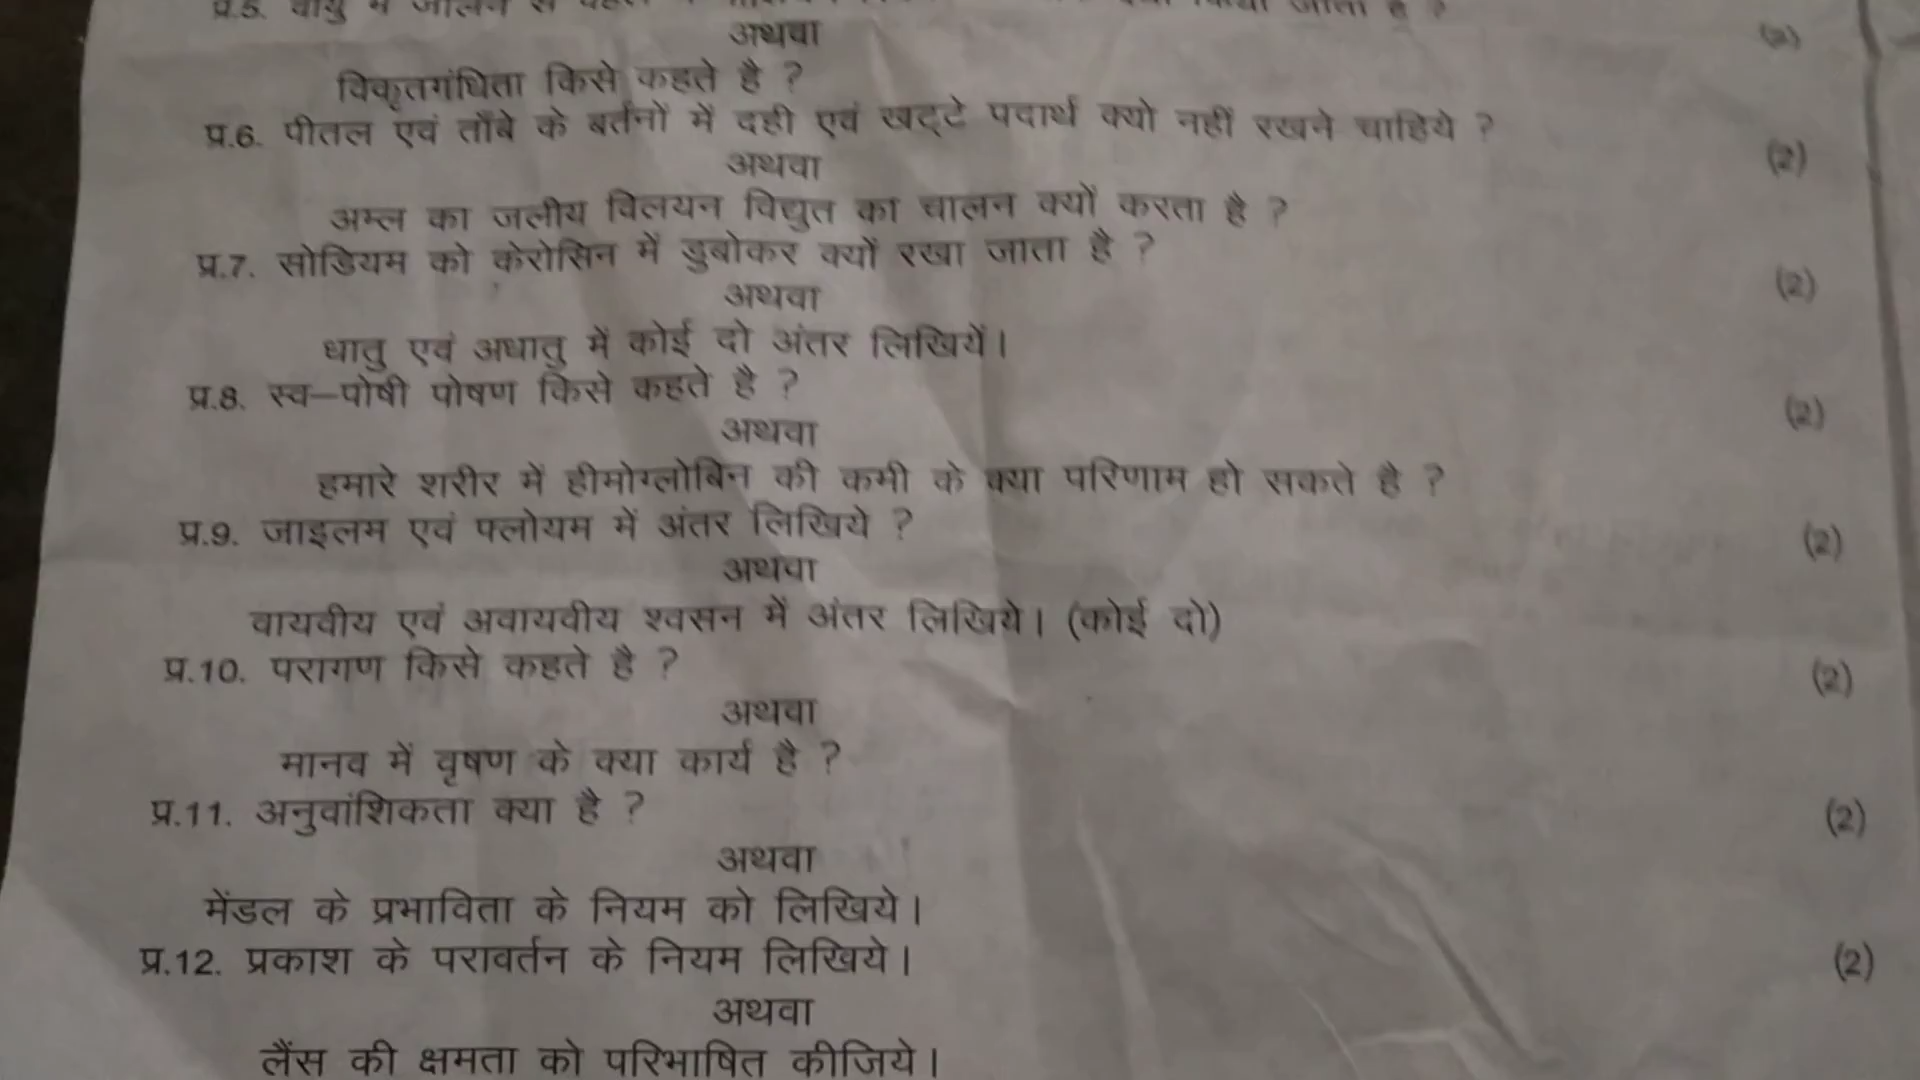 प्र.5. वायु में
अथवा (2)
विकृतगंधिता किसे कहते है ?
प्र.6. पीतल एवं ताँबे के बर्तनों में दही एवं खट्टे पदार्थ क्यो नहीं रखने चाहिये ? (2)
अथवा
अम्ल का जलीय विलयन विद्युत का चालन क्यों करता है ?
प्र.7. सोडियम को केरोसिन में डुबोकर क्यों रखा जाता है ? (2)
अथवा
धातु एवं अधातु में कोई दो अंतर लिखियें।
प्र.8. स्व–पोषी पोषण किसे कहते है ? (2)
अथवा
हमारे शरीर में हीमोग्लोबिन की कमी के क्या परिणाम हो सकते है ?
प्र.9. जाइलम एवं फ्लोयम में अंतर लिखिये ? (2)
अथवा
वायवीय एवं अवायवीय श्वसन में अंतर लिखिये। (कोई दो)
प्र.10. परागण किसे कहते है ? (2)
अथवा
मानव में वृषण के क्या कार्य है ?
प्र.11. अनुवांशिकता क्या है ? (2)
अथवा
मेंडल के प्रभाविता के नियम को लिखिये।
प्र.12. प्रकाश के परावर्तन के नियम लिखिये। (2)
अथवा
लैंस की क्षमता को परिभाषित कीजिये।